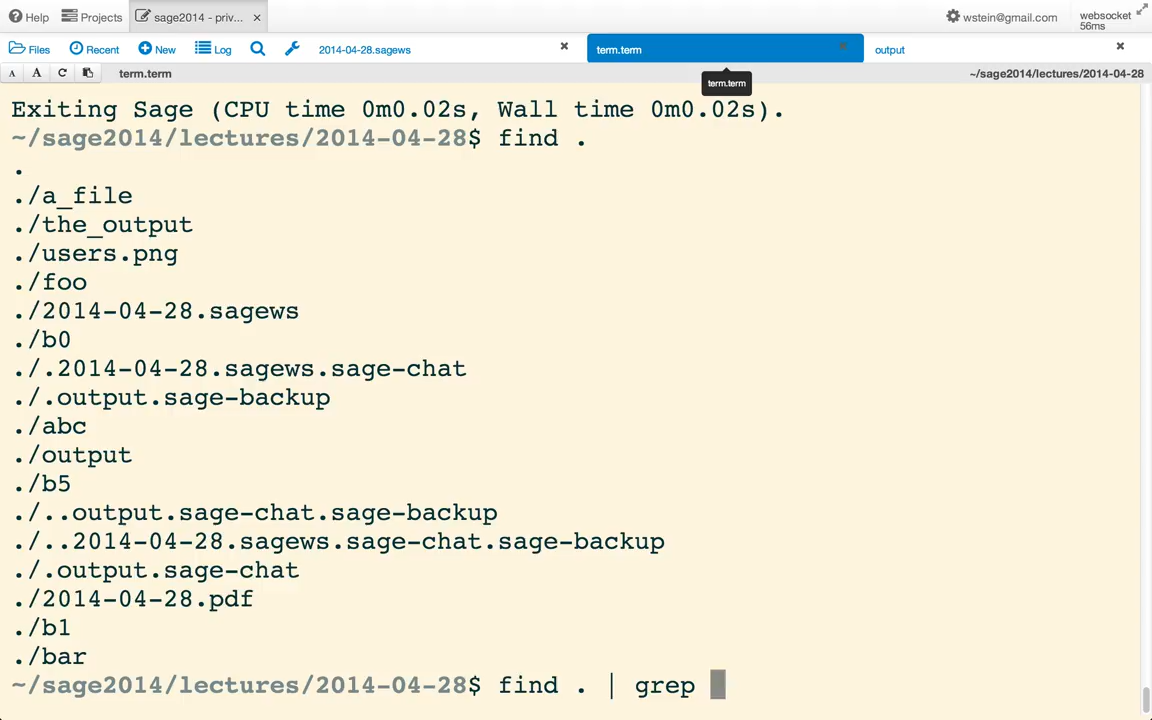 Help Projects sage2014 - priv... × wstein@gmail.com websocket
56ms
Files Recent New Log 2014-04-28.sagews × term.term × output ×
A A C term.term ~/sage2014/lectures/2014-04-28
term.term
Exiting Sage (CPU time 0m0.02s, Wall time 0m0.02s).
~/sage2014/lectures/2014-04-28$ find .
.
./a_file
./the_output
./users.png
./foo
./2014-04-28.sagews
./b0
./.2014-04-28.sagews.sage-chat
./.output.sage-backup
./abc
./output
./b5
./..output.sage-chat.sage-backup
./..2014-04-28.sagews.sage-chat.sage-backup
./.output.sage-chat
./2014-04-28.pdf
./b1
./bar
~/sage2014/lectures/2014-04-28$ find . | grep